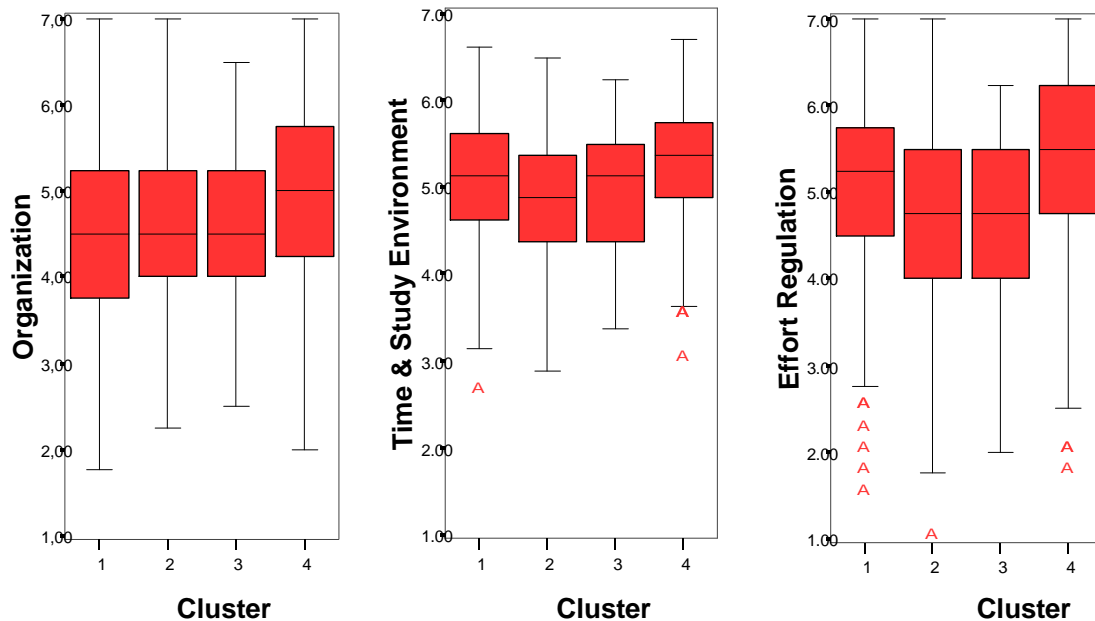 Organization
7,00
6,00
5,00
4,00
3,00
2,00
1,00
1 2 3 4
Cluster
Time & Study Environment
7.00
6.00
5.00
4.00
3.00
2.00
1.00
A
A
A
1 2 3 4
Cluster
Effort Regulation
7.00
6.00
5.00
4.00
3.00
2.00
1.00
A
A
A
A
A
A
A
A
1 2 3 4
Cluster